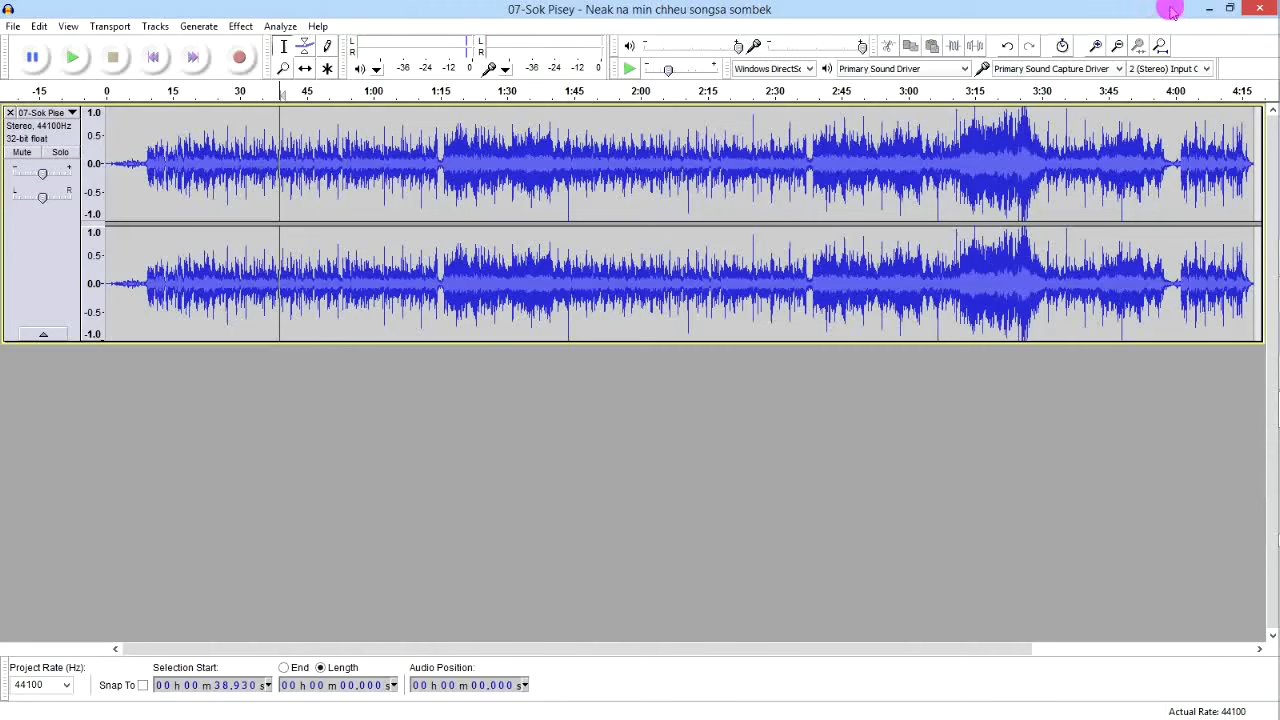 07-Sok Pisey - Neak na min chheu songsa sombek
File Edit View Transport Tracks Generate Effect Analyze Help
L
R
L
R
-36 -24 -12 0 -36 -24 -12 0
Windows DirectSo Primary Sound Driver Primary Sound Capture Driver 2 (Stereo) Input C
-15 0 15 45 1:00 1:15 1:30 1:45 2:00 2:15 2:30 2:45 3:00 3:15 3:30 3:45 4:00 4:15
07-Sok Pise
Stereo, 44100Hz
32-bit float
Mute Solo
- +
L R
1.0
0.5
0.0
-0.5
-1.0
1.0
0.5
0.0
-0.5
-1.0
Project Rate (Hz): Selection Start: End Length Audio Position:
44100 Snap To 00 h 00 m 38.930 s 00 h 00 m 00.000 s 00 h 00 m 00.000 s
Actual Rate: 44100